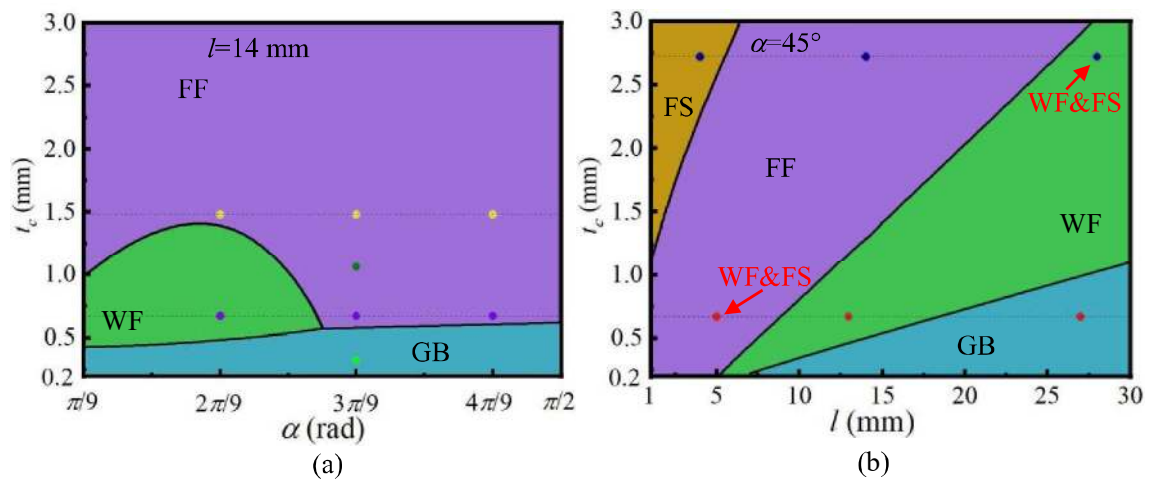 3.0
2.5
2.0
1.5
1.0
0.5
0.2
t_c (mm)
l=14 mm
FF
WF
GB
π/9 2π/9 3π/9 4π/9 π/2
α (rad)
(a)
3.0
2.5
2.0
1.5
1.0
0.5
0.2
t_c (mm)
α=45°
FS
WF&FS
FF
WF
WF&FS
GB
1 5 10 15 20 25 30
l (mm)
(b)